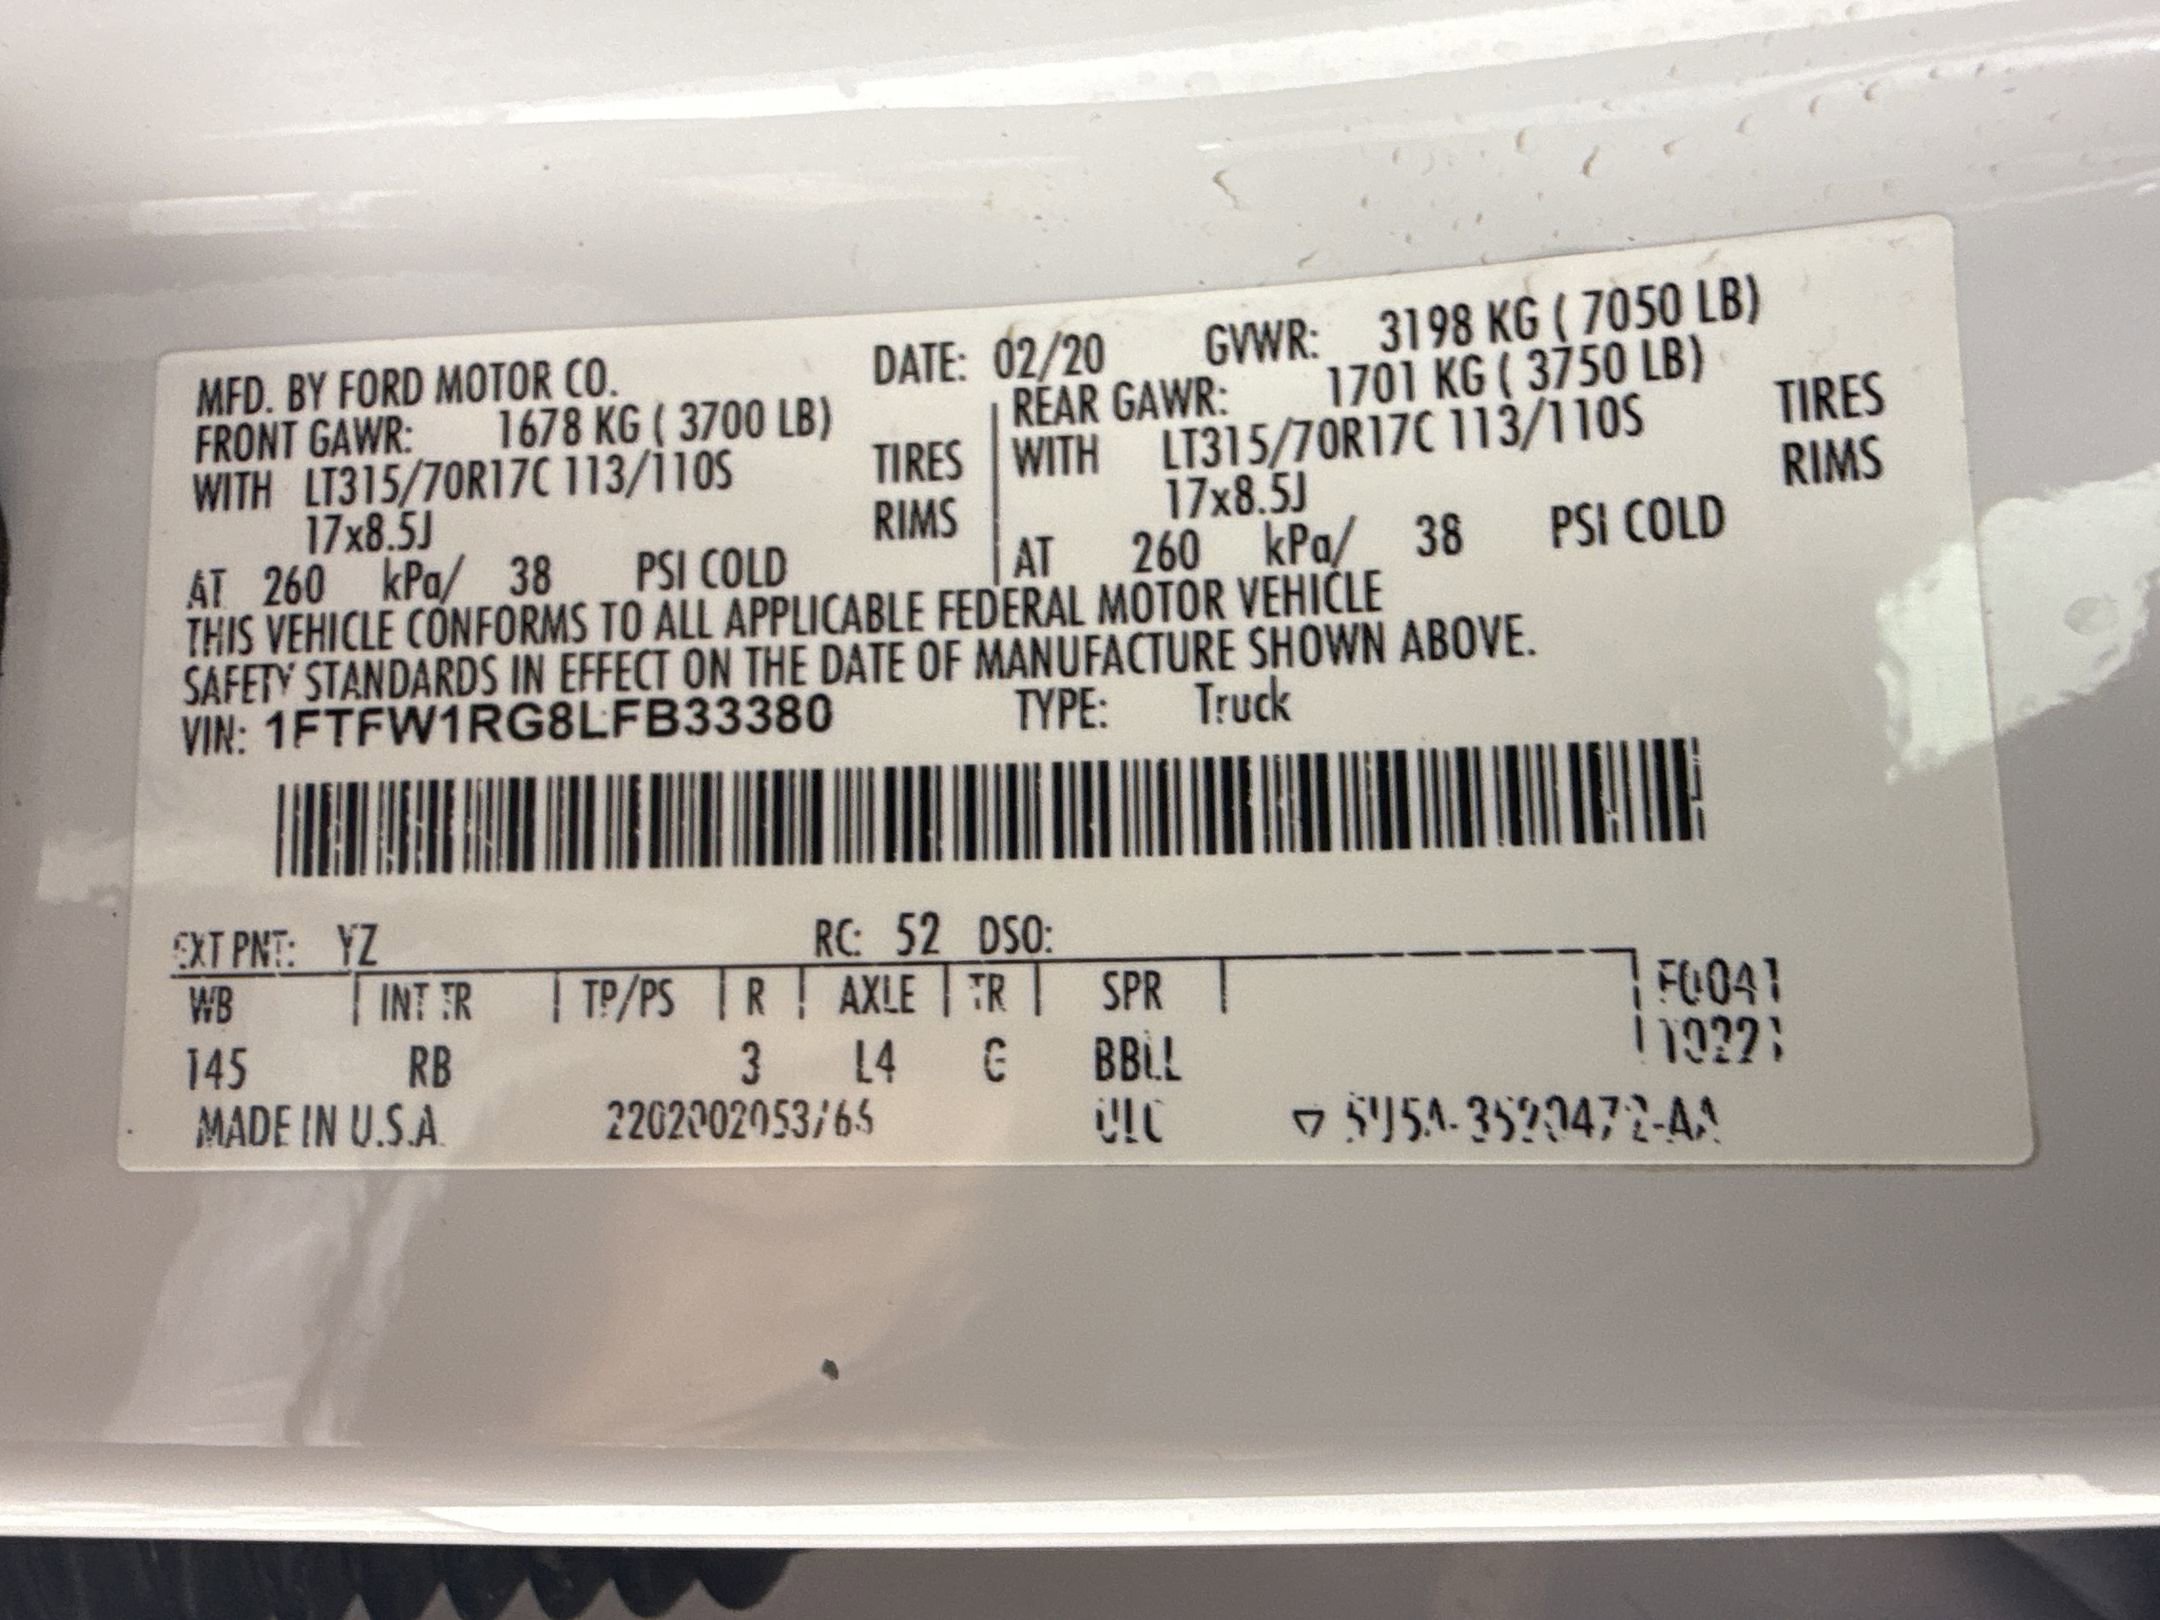 MFD. BY FORD MOTOR CO. DATE: 02/20 GVWR: 3198 KG ( 7050 LB)
FRONT GAWR: 1678 KG ( 3700 LB) REAR GAWR: 1701 KG ( 3750 LB)
WITH LT315/70R17C 113/110S TIRES WITH LT315/70R17C 113/110S TIRES
17x8.5J RIMS 17x8.5J RIMS
AT 260 kPa/ 38 PSI COLD AT 260 kPa/ 38 PSI COLD
THIS VEHICLE CONFORMS TO ALL APPLICABLE FEDERAL MOTOR VEHICLE
SAFETY STANDARDS IN EFFECT ON THE DATE OF MANUFACTURE SHOWN ABOVE.
VIN: 1FTFW1RG8LFB33380 TYPE: Truck
EXT PNT: YZ RC: 52 DSO:
WB INT TR TP/PS R AXLE TR SPR
145 RB 3 L4 G BBLL
MADE IN U.S.A.